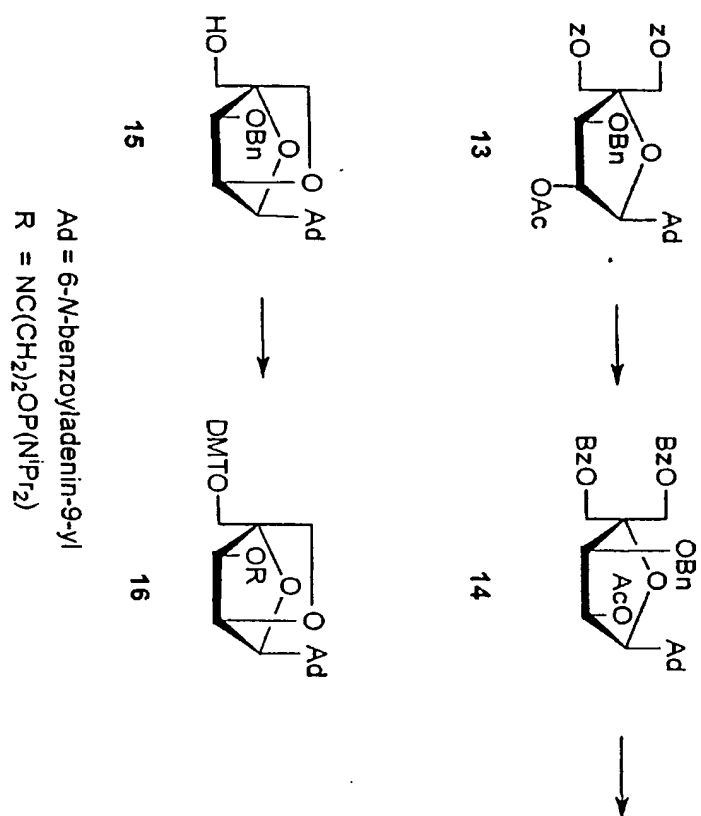 zO
zO
O
OBn
Ad
OAc
13
BzO
BzO
OBn
O
AcO
Ad
14
HO
O
O
OBn
Ad
15
DMTO
O
O
OR
Ad
16
Ad = 6-N-benzoyladenin-9-yl
R = NC(CH₂)₂OP(NⁱPr₂)